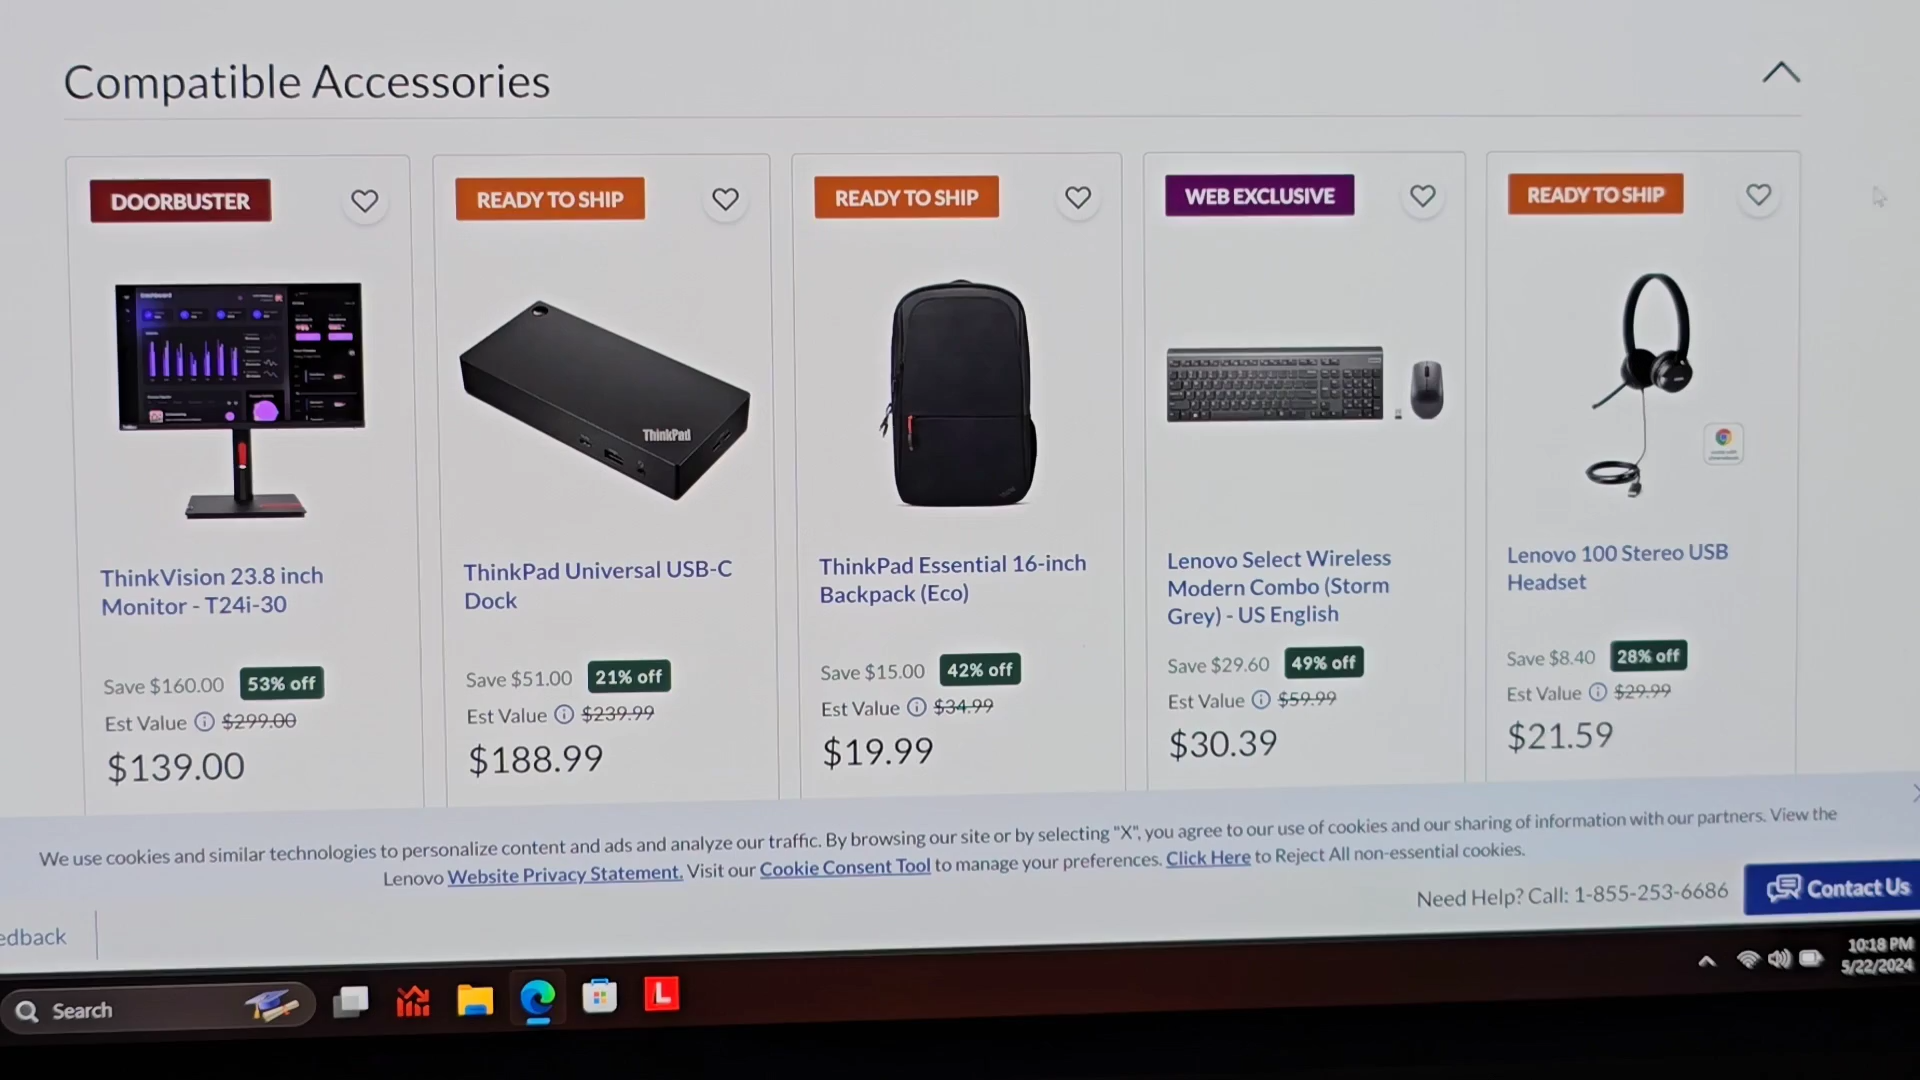 Compatible Accessories
DOORBUSTER
READY TO SHIP
READY TO SHIP
WEB EXCLUSIVE
READY TO SHIP
ThinkPad
ThinkVision 23.8 inch
Monitor - T24i-30
Save $160.00 53% off
Est Value $299.00
$139.00
ThinkPad Universal USB-C
Dock
Save $51.00 21% off
Est Value $239.99
$188.99
ThinkPad Essential 16-inch
Backpack (Eco)
Save $15.00 42% off
Est Value $34.99
$19.99
Lenovo Select Wireless
Modern Combo (Storm
Grey) - US English
Save $29.60 49% off
Est Value $59.99
$30.39
Lenovo 100 Stereo USB
Headset
Save $8.40 28% off
Est Value $29.99
$21.59
We use cookies and similar technologies to personalize content and ads and analyze our traffic. By browsing our site or by selecting "X", you agree to our use of cookies and our sharing of information with our partners. View the
Lenovo Website Privacy Statement. Visit our Cookie Consent Tool to manage your preferences. Click Here to Reject All non-essential cookies.
Need Help? Call: 1-855-253-6686
Contact Us
edback
Search
L
10:18 PM
5/22/2024